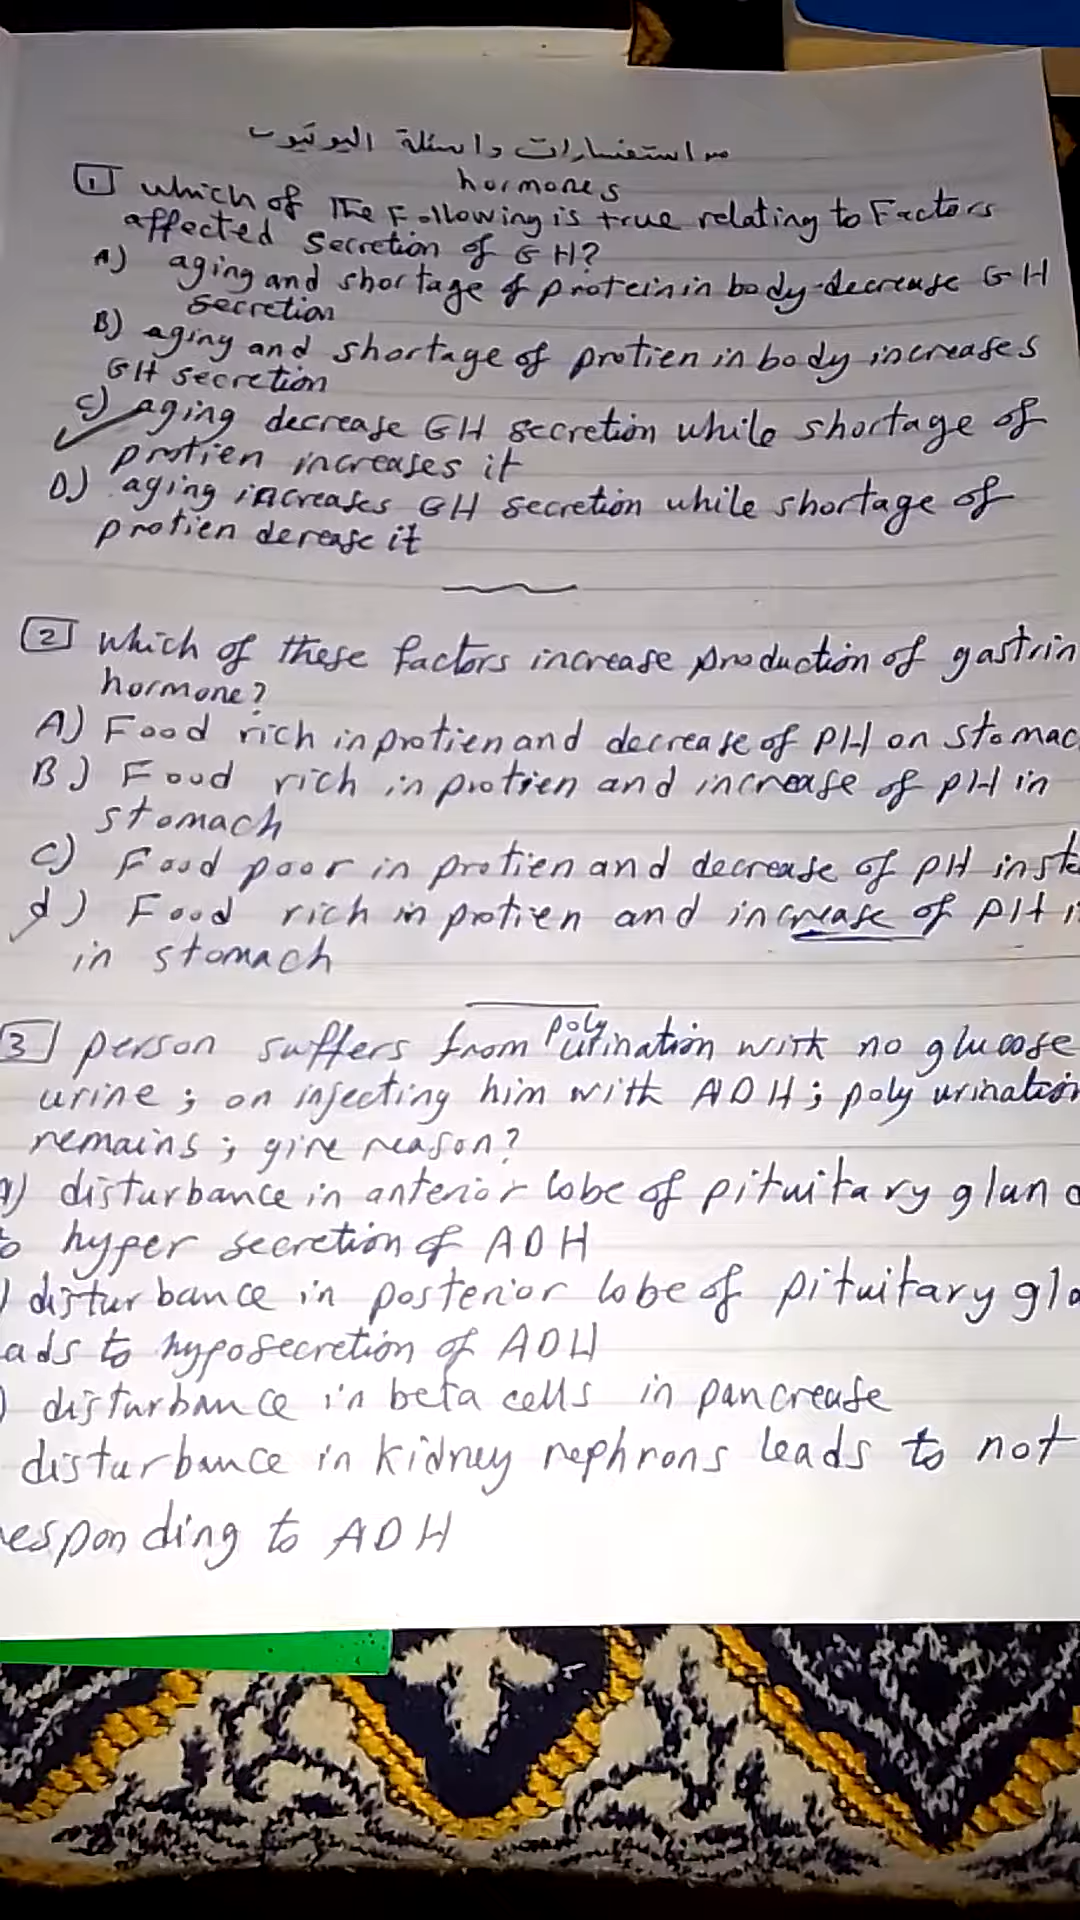 استفسارات واسئلة اليوتيوب
hormones
1 which of The Following is true relating to Factors
affected secretion of GH?
A) aging and shortage of protein in body decrease GH
secretion
B) aging and shortage of protien in body increases
GH secretion
C) aging decrease GH secretion while shortage of
protien increases it
D) aging increases GH secretion while shortage of
protien derease it
2 which of these factors increase production of gastrin
hormone?
A) Food rich in protien and decrease of PH on stomac
B) Food rich in protien and increase of pH in
stomach
C) Food poor in protien and decrease of pH in sto
d) Food rich in protien and increase of pH i
in stomach
3 person suffers from poly urination with no glucose
urine ; on injecting him with ADH ; poly urination
remains ; give reason?
a) disturbance in anterior lobe of pituitary glan
to hyper secretion of ADH
) disturbance in posterior lobe of pituitary gla
ads to hyposecretion of ADH
) disturbance in beta cells in pancrease
disturbance in kidney nephrons leads to not
responding to ADH